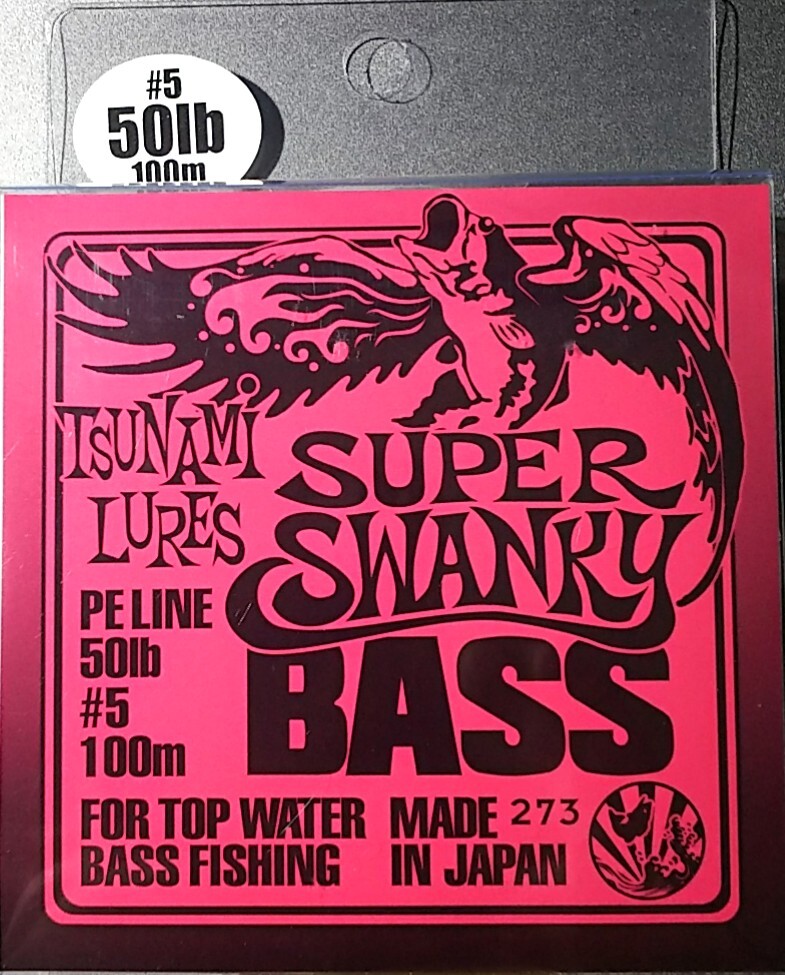 #5
50lb
100m
TSUNAMI
LURES
SUPER
SWANKY
BASS
PE LINE
50lb
#5
100m
FOR TOP WATER
BASS FISHING
MADE 273
IN JAPAN